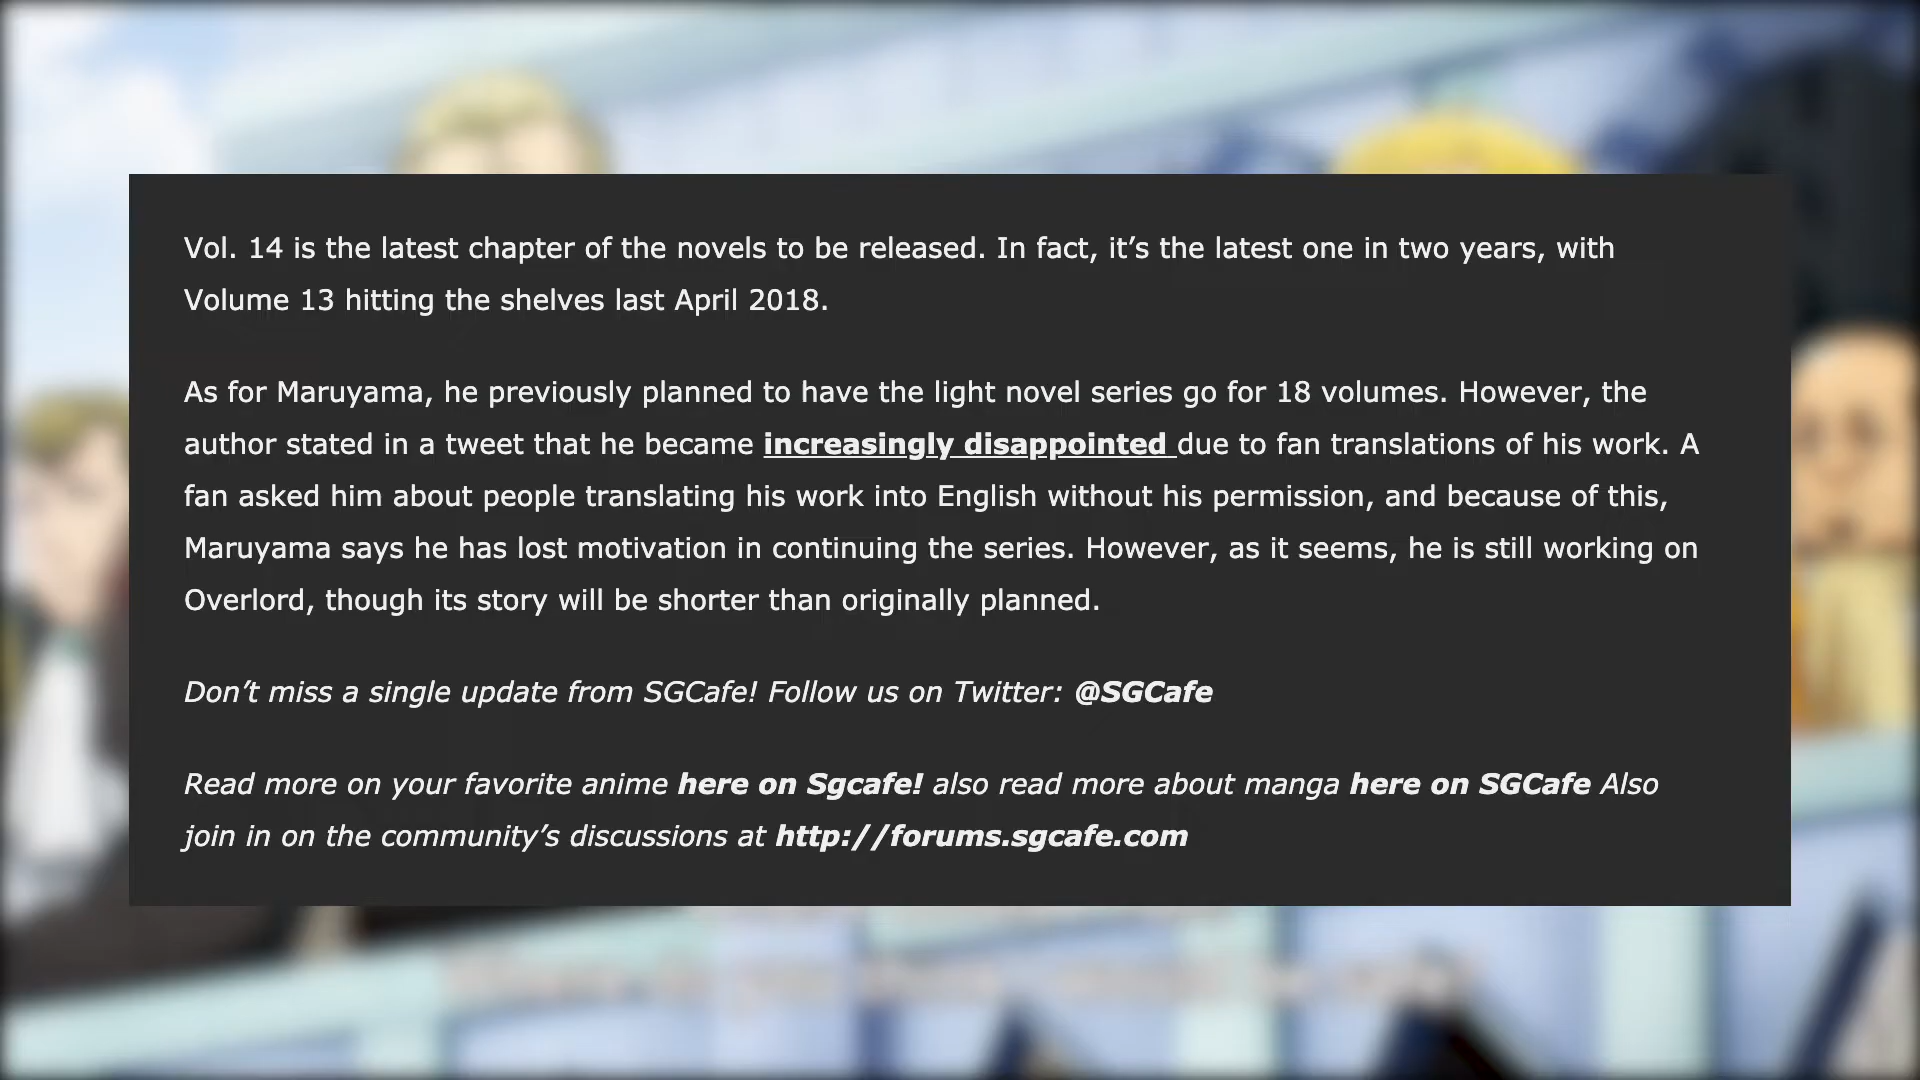 Vol. 14 is the latest chapter of the novels to be released. In fact, it’s the latest one in two years, with
Volume 13 hitting the shelves last April 2018.
As for Maruyama, he previously planned to have the light novel series go for 18 volumes. However, the
author stated in a tweet that he became increasingly disappointed due to fan translations of his work. A
fan asked him about people translating his work into English without his permission, and because of this,
Maruyama says he has lost motivation in continuing the series. However, as it seems, he is still working on
Overlord, though its story will be shorter than originally planned.
Don’t miss a single update from SGCafe! Follow us on Twitter: @SGCafe
Read more on your favorite anime here on Sgcafe! also read more about manga here on SGCafe Also
join in on the community’s discussions at http://forums.sgcafe.com